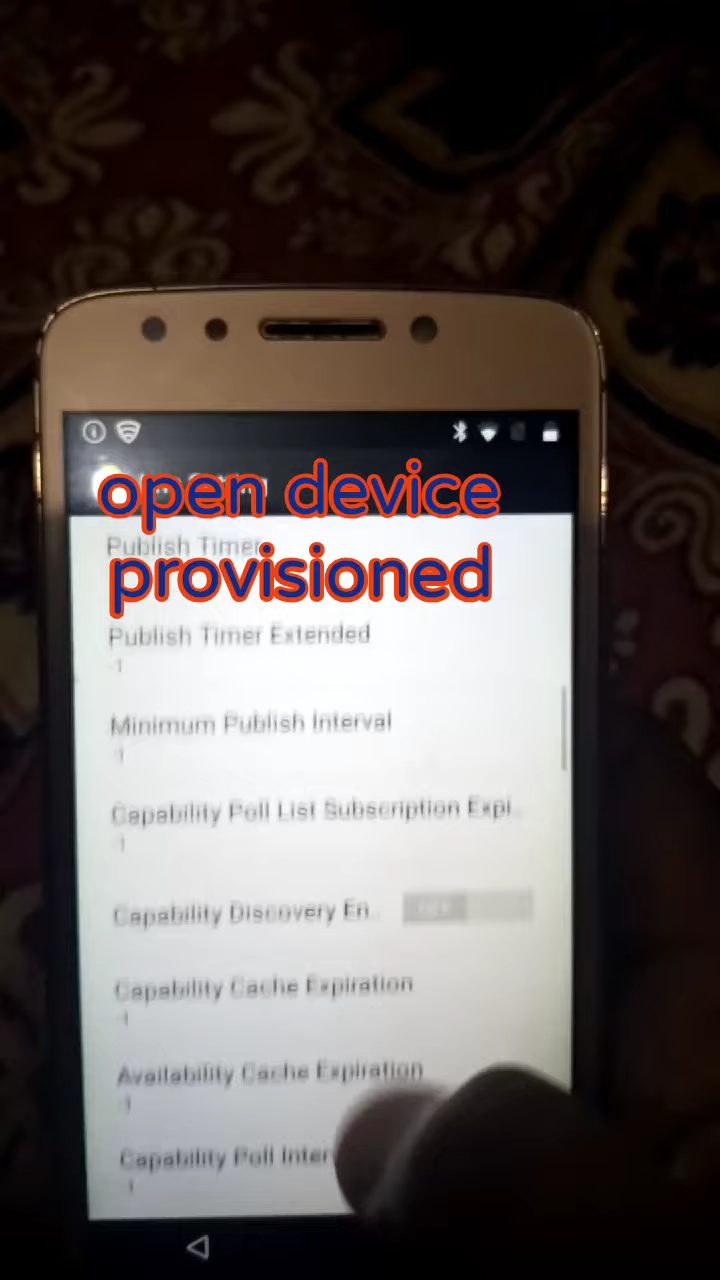 open device
provisioned
Publish Timer
Publish Timer Extended
-1
Minimum Publish Interval
-1
Capability Poll List Subscription Expi..
-1
Capability Discovery En..
Capability Cache Expiration
-1
Availability Cache Expiration
-1
Capability Poll Inter
-1